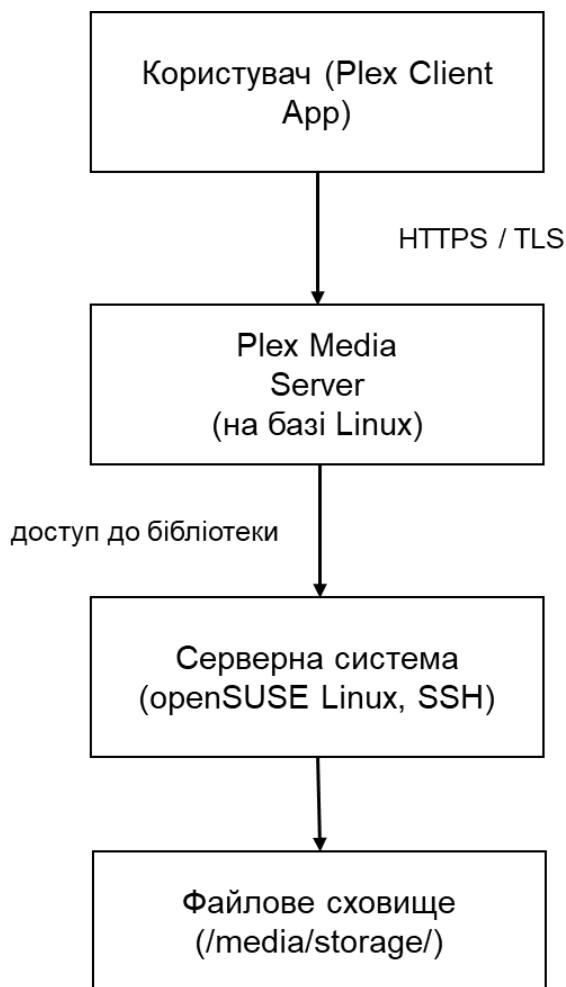 Користувач (Plex Client
App)
HTTPS / TLS
Plex Media
Server
(на базі Linux)
доступ до бібліотеки
Серверна система
(openSUSE Linux, SSH)
Файлове сховище
(/media/storage/)